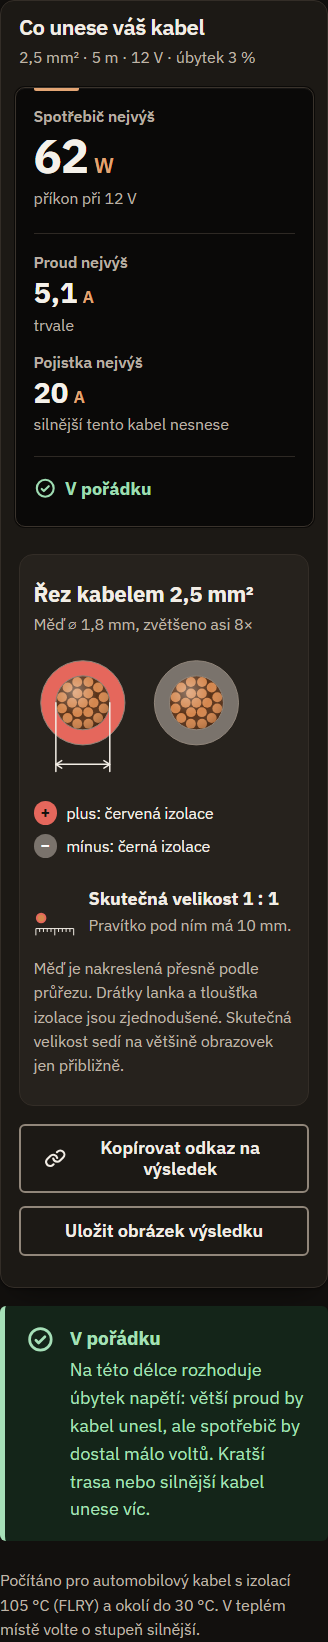 Co unese váš kabel
2,5 mm² · 5 m · 12 V · úbytek 3 %
Spotřebič nejvýš
62 W
příkon při 12 V
Proud nejvýš
5,1 A
trvale
Pojistka nejvýš
20 A
silnější tento kabel nesnese
V pořádku
Řez kabelem 2,5 mm²
Měď ⌀ 1,8 mm, zvětšeno asi 8×
+ plus: červená izolace
− mínus: černá izolace
Skutečná velikost 1 : 1
Pravítko pod ním má 10 mm.
Měď je nakreslená přesně podle
průřezu. Drátky lanka a tloušťka
izolace jsou zjednodušené. Skutečná
velikost sedí na většině obrazovek
jen přibližně.
Kopírovat odkaz na
výsledek
Uložit obrázek výsledku
V pořádku
Na této délce rozhoduje
úbytek napětí: větší proud by
kabel unesl, ale spotřebič by
dostal málo voltů. Kratší
trasa nebo silnější kabel
unese víc.
Počítáno pro automobilový kabel s izolací
105 °C (FLRY) a okolí do 30 °C. V teplém
místě volte o stupeň silnější.